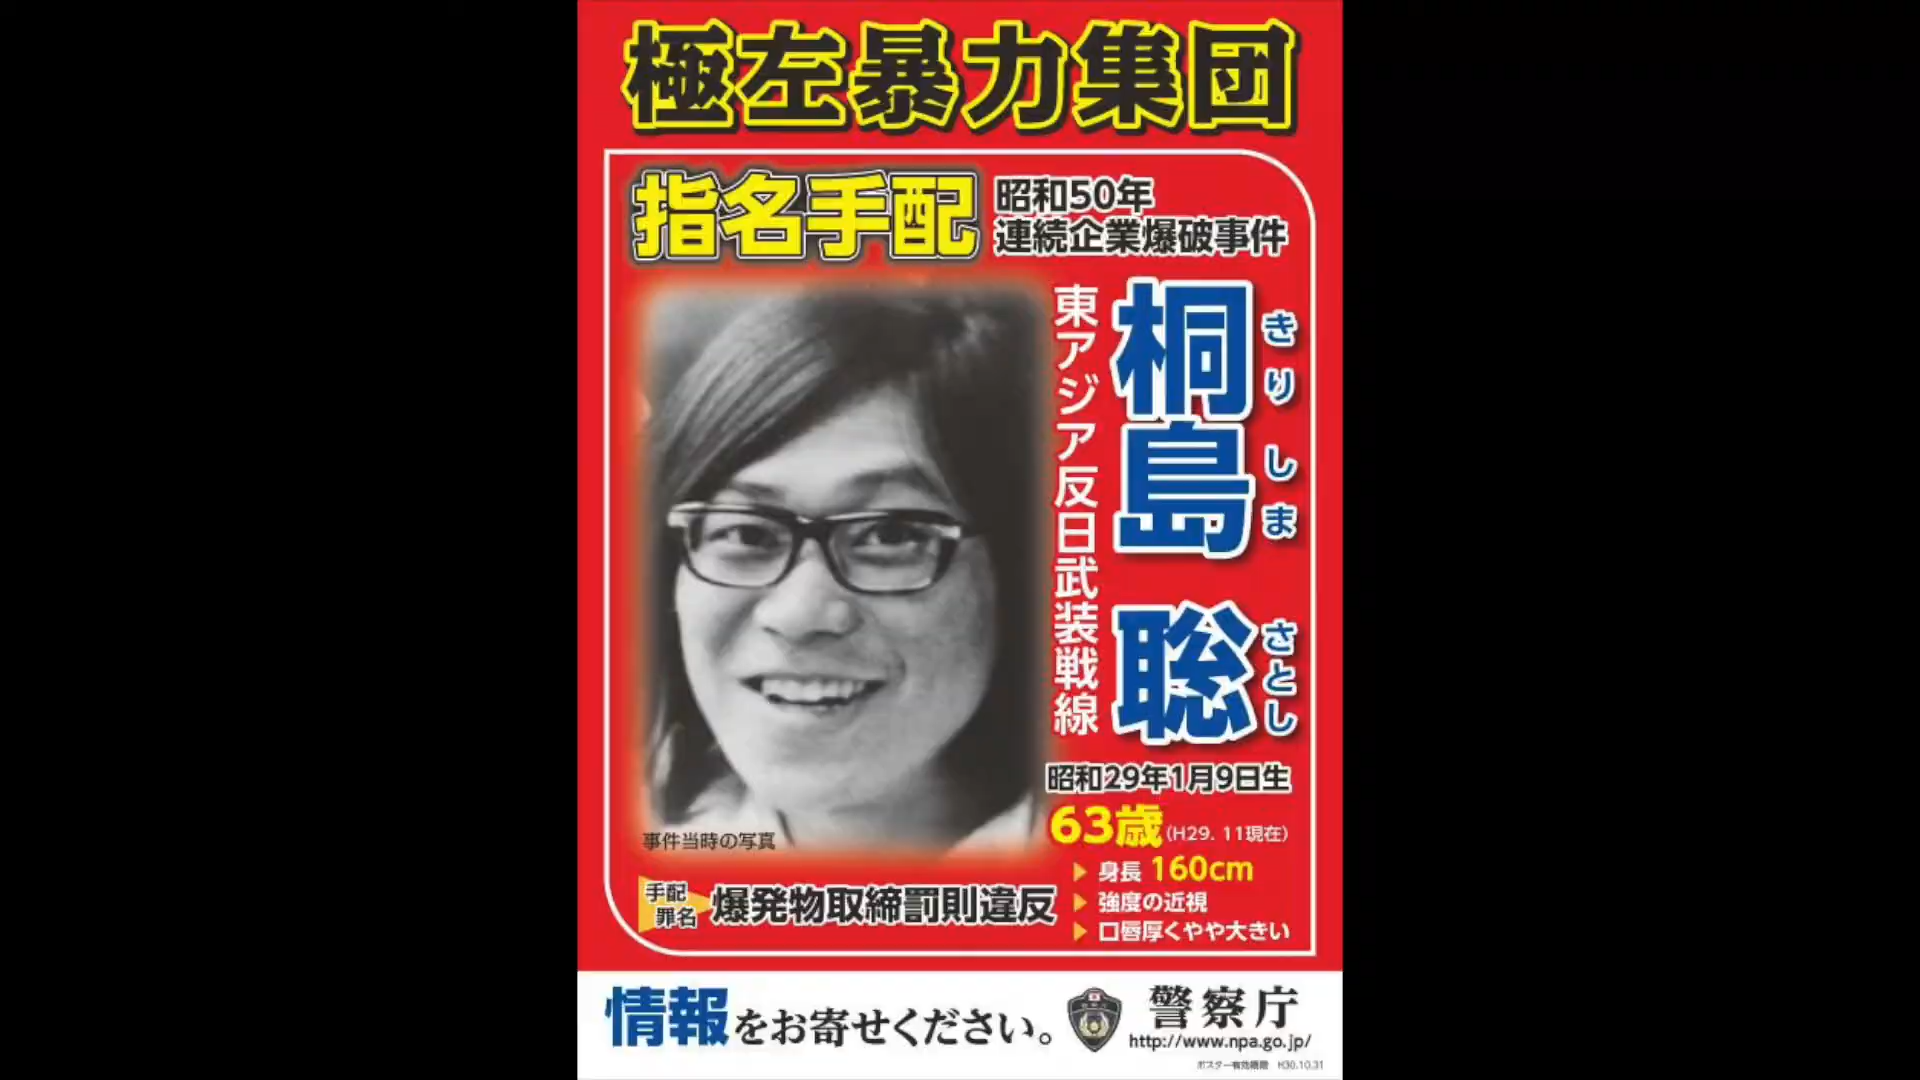 極左暴力集団
指名手配
昭和50年
連続企業爆破事件
東アジア反日武装戦線
桐島 聡
きりしま さとし
昭和29年1月9日生
63歳(H29. 11現在)
身長 160cm
強度の近視
口唇厚くやや大きい
事件当時の写真
手配
罪名
爆発物取締罰則違反
情報をお寄せください。
警察庁
http://www.npa.go.jp/
ポスター有効期限 H30.10.31